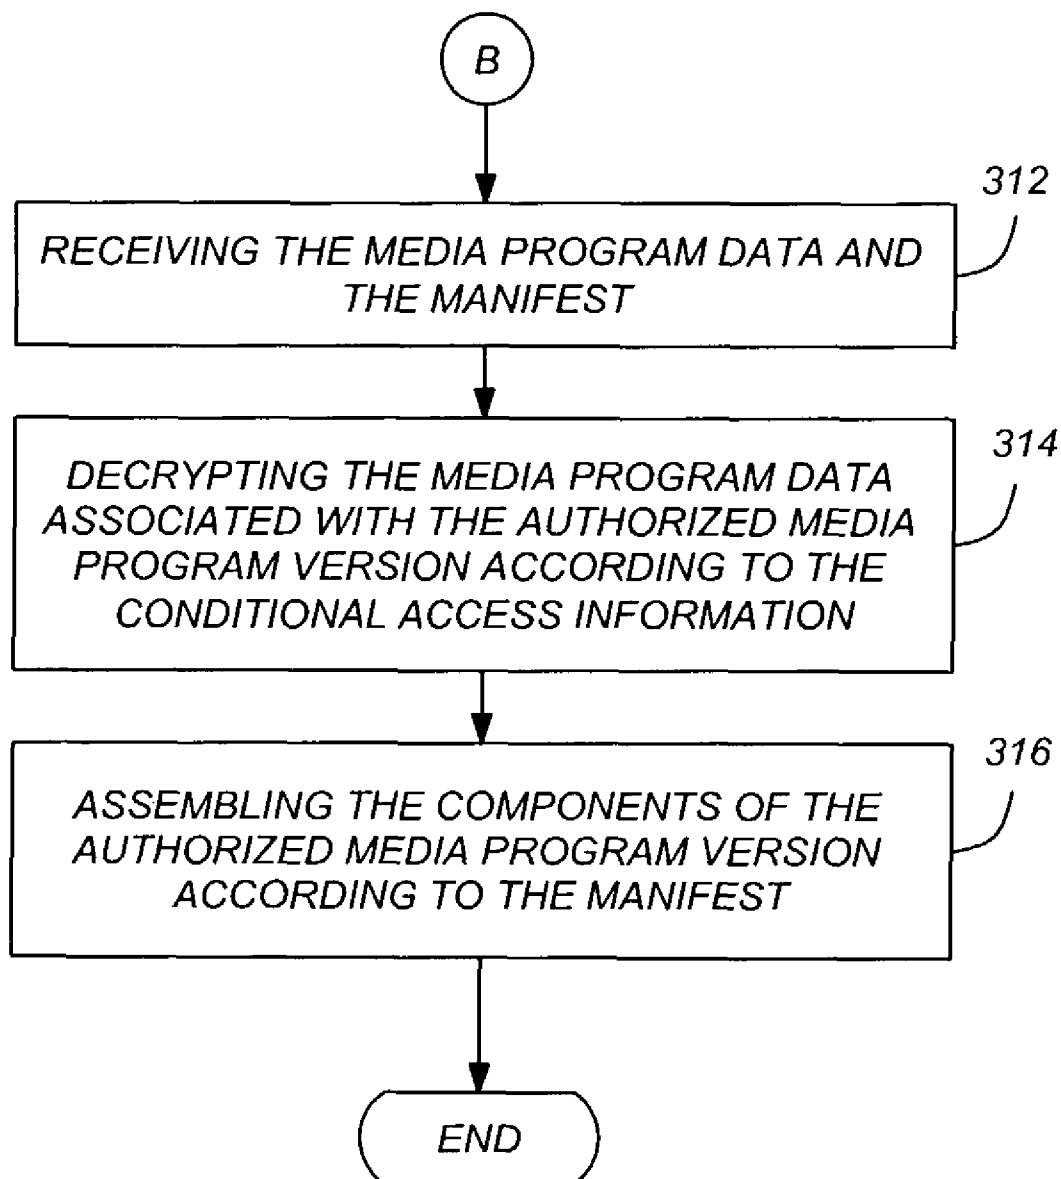 B
312
RECEIVING THE MEDIA PROGRAM DATA AND
THE MANIFEST
314
DECRYPTING THE MEDIA PROGRAM DATA
ASSOCIATED WITH THE AUTHORIZED MEDIA
PROGRAM VERSION ACCORDING TO THE
CONDITIONAL ACCESS INFORMATION
316
ASSEMBLING THE COMPONENTS OF THE
AUTHORIZED MEDIA PROGRAM VERSION
ACCORDING TO THE MANIFEST
END